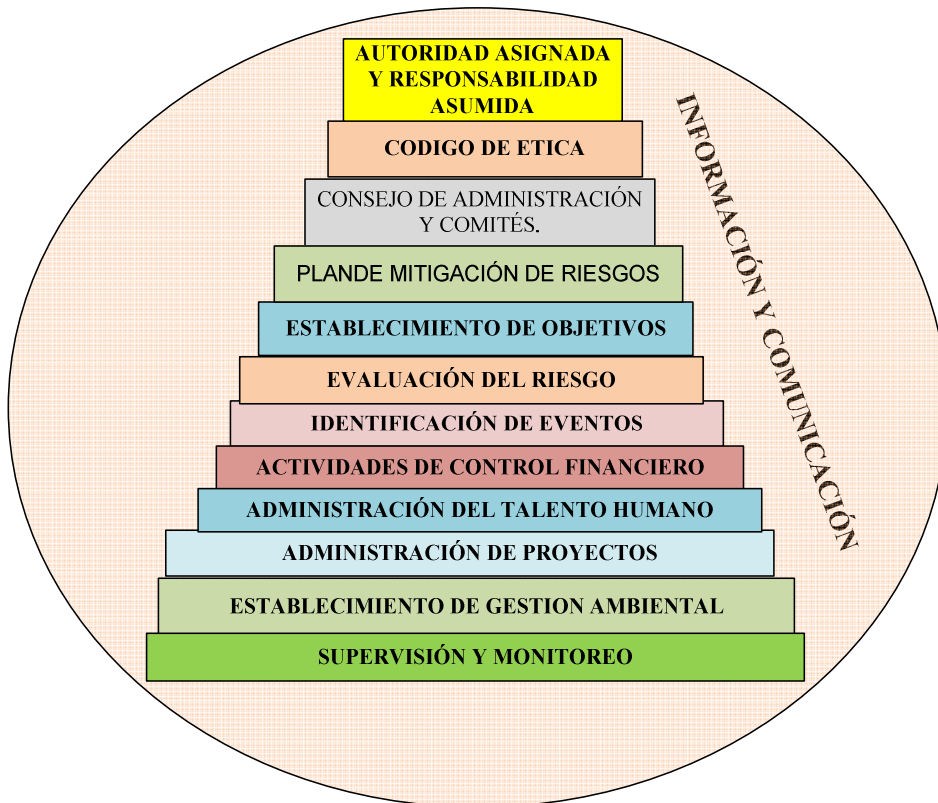 AUTORIDAD ASIGNADA
Y RESPONSABILIDAD
ASUMIDA
CODIGO DE ETICA
CONSEJO DE ADMINISTRACIÓN
Y COMITÉS.
PLANDE MITIGACIÓN DE RIESGOS
ESTABLECIMIENTO DE OBJETIVOS
EVALUACIÓN DEL RIESGO
IDENTIFICACIÓN DE EVENTOS
ACTIVIDADES DE CONTROL FINANCIERO
ADMINISTRACIÓN DEL TALENTO HUMANO
ADMINISTRACIÓN DE PROYECTOS
ESTABLECIMIENTO DE GESTION AMBIENTAL
SUPERVISIÓN Y MONITOREO
INFORMACIÓN Y COMUNICACIÓN